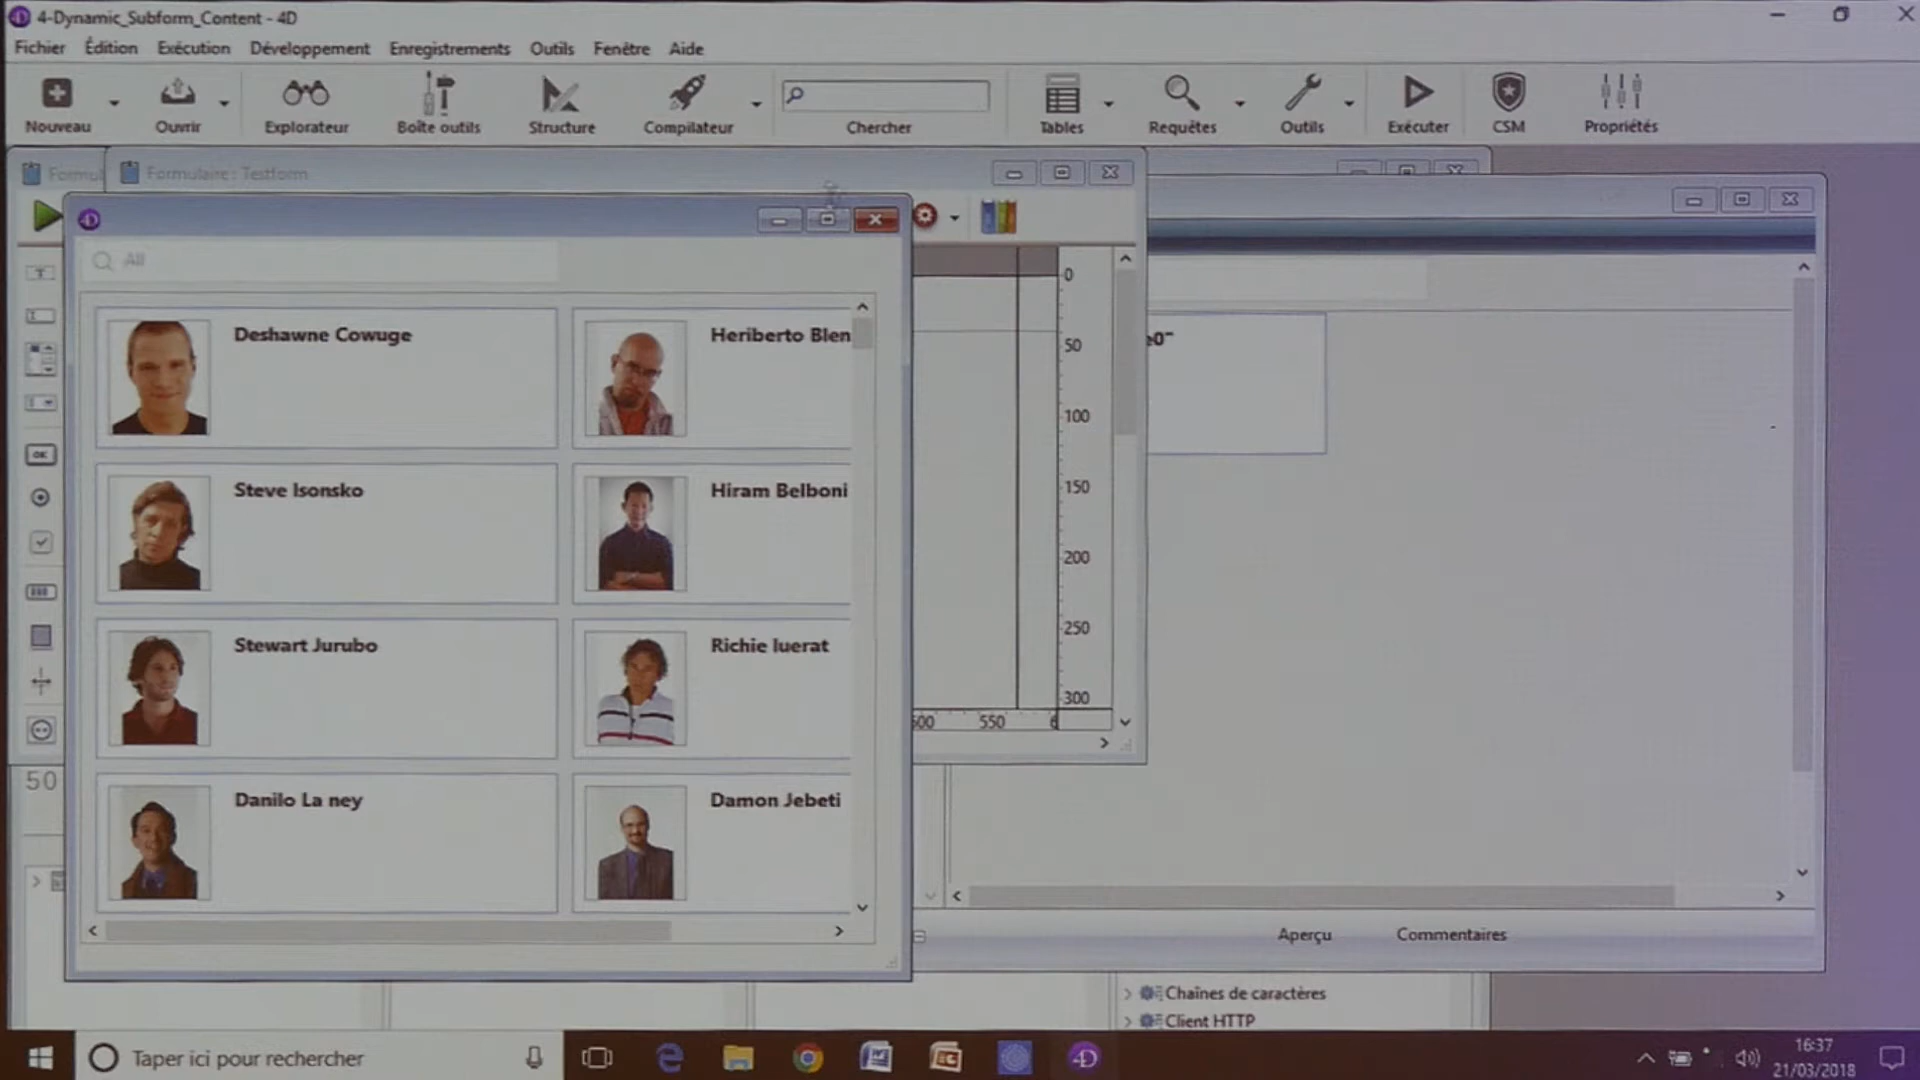 4-Dynamic_Subform_Content - 4D
Fichier Édition Exécution Développement Enregistrements Outils Fenêtre Aide
Nouveau Ouvrir Explorateur Boîte outils Structure Compilateur Chercher Tables Requêtes Outils Exécuter CSM Propriétés
Formulaire : Testform
4D
All
Deshawne Cowuge
Heriberto Blen
Steve Isonsko
Hiram Belboni
Stewart Jurubo
Richie Iuerat
Danilo La ney
Damon Jebeti
0
50
100
150
200
250
300
550
50
OK
Aperçu Commentaires
Chaînes de caractères
Client HTTP
Taper ici pour rechercher
4D
16:37
21/03/2018